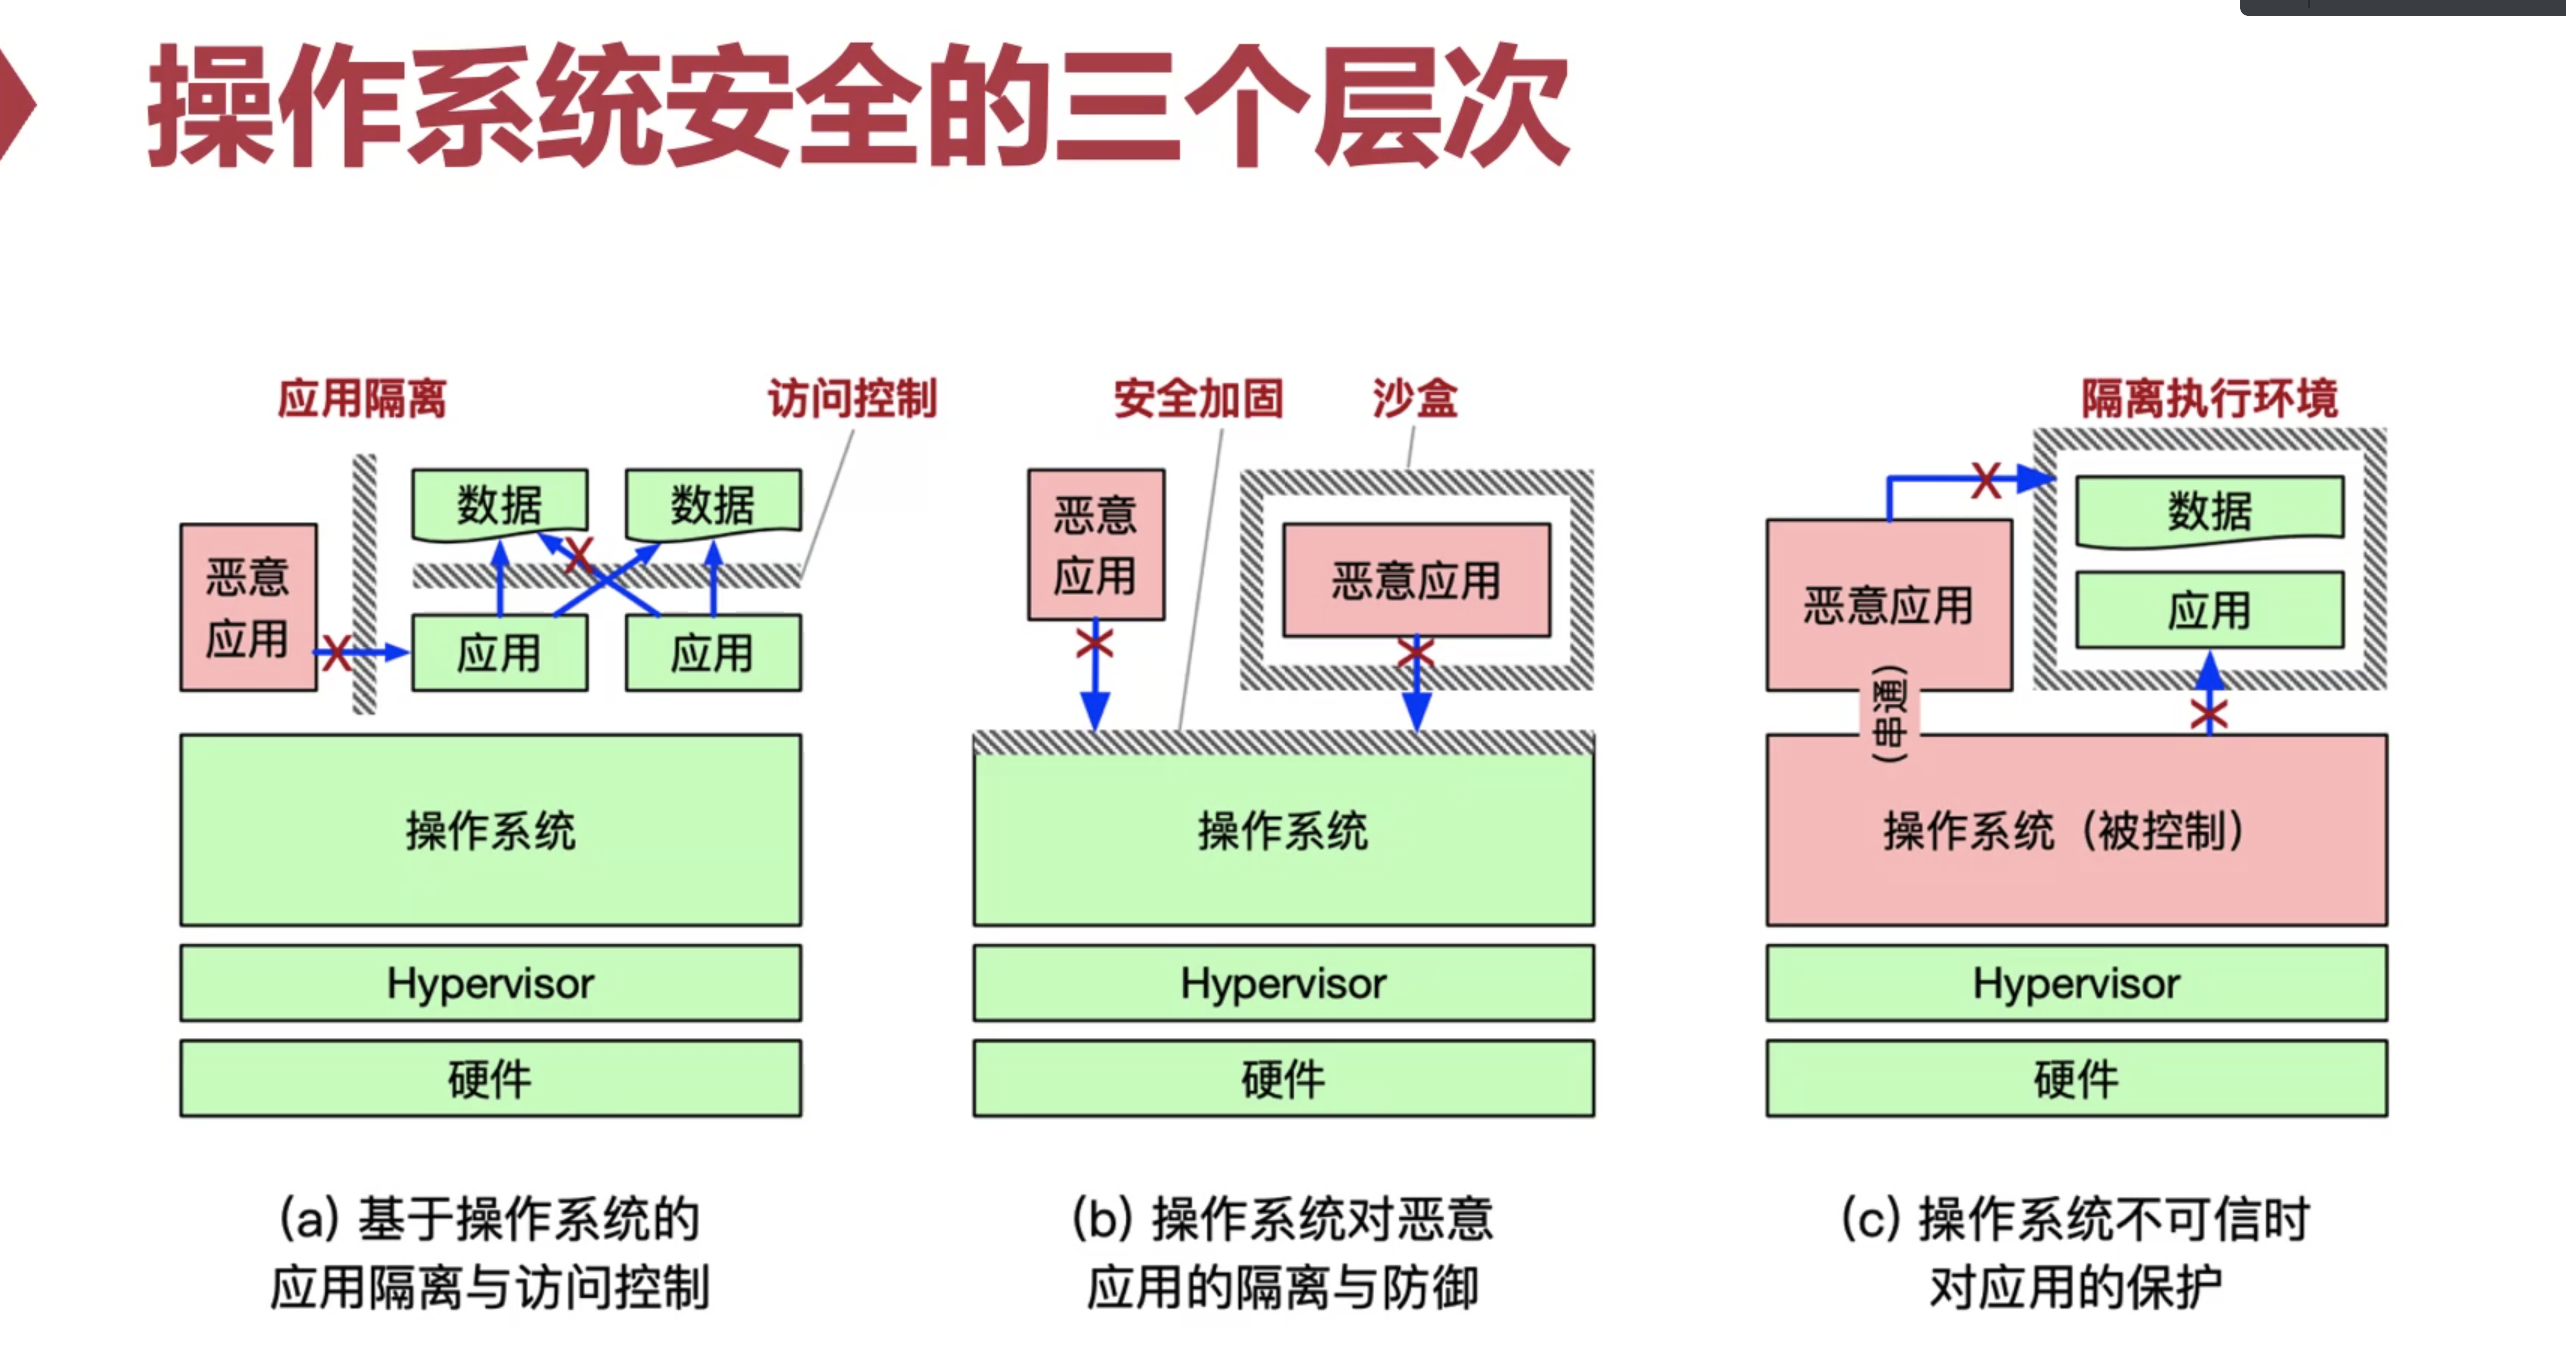 操作系统安全的三个层次
应用隔离
访问控制
数据
数据
恶意
应用
应用
应用
操作系统
Hypervisor
硬件
(a) 基于操作系统的
应用隔离与访问控制
安全加固
沙盒
恶意
应用
恶意应用
操作系统
Hypervisor
硬件
(b) 操作系统对恶意
应用的隔离与防御
隔离执行环境
数据
应用
恶意应用
(串通)
操作系统（被控制）
Hypervisor
硬件
(c) 操作系统不可信时
对应用的保护